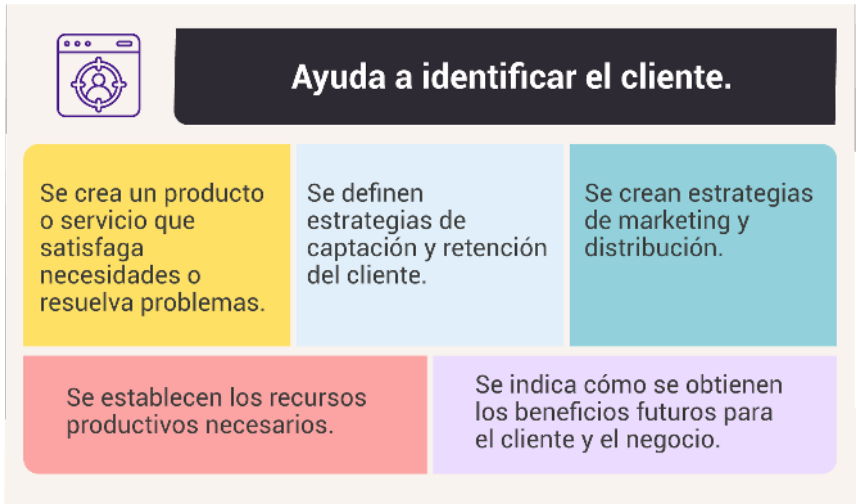 Ayuda a identificar el cliente.
Se crea un producto
o servicio que
satisfaga
necesidades o
resuelva problemas.
Se definen
estrategias de
captación y retención
del cliente.
Se crean estrategias
de marketing y
distribución.
Se establecen los recursos
productivos necesarios.
Se indica cómo se obtienen
los beneficios futuros para
el cliente y el negocio.